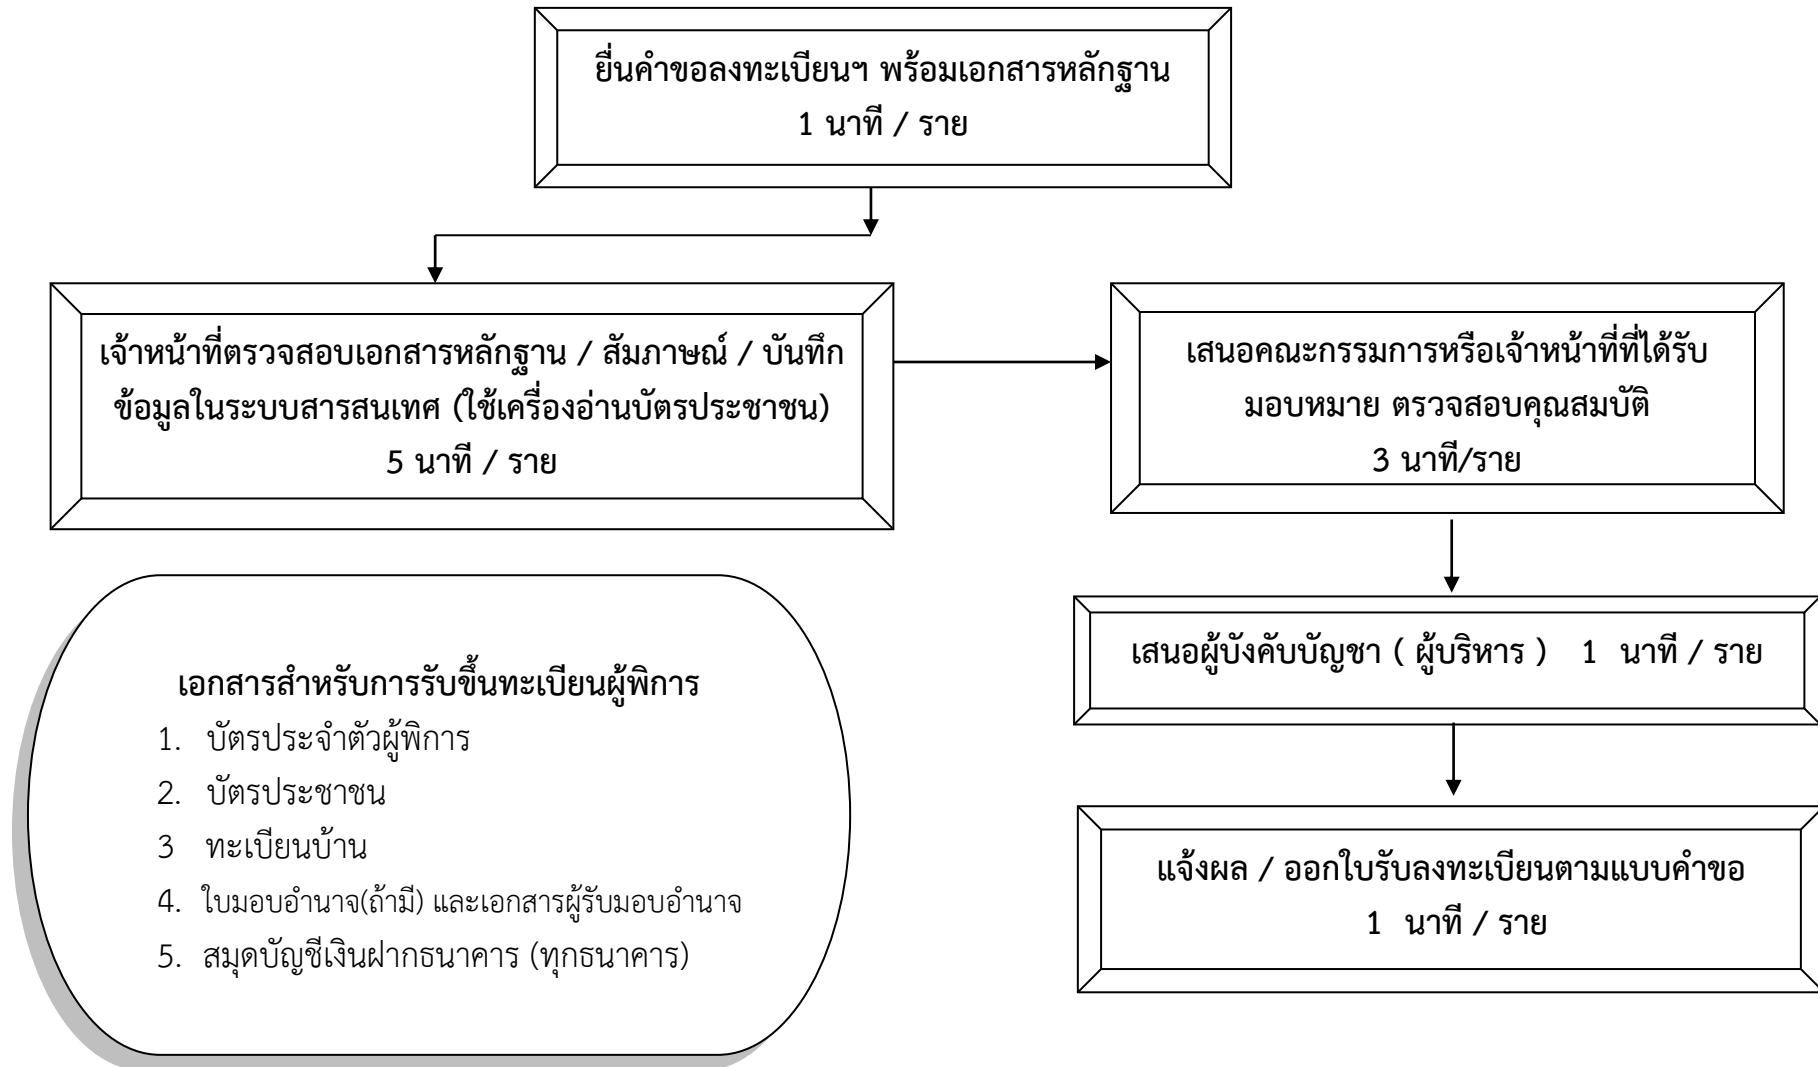 ยื่นคำขอลงทะเบียนฯ พร้อมเอกสารหลักฐาน
1 นาที / ราย
เจ้าหน้าที่ตรวจสอบเอกสารหลักฐาน / สัมภาษณ์ / บันทึก
ข้อมูลในระบบสารสนเทศ (ใช้เครื่องอ่านบัตรประชาชน)
5 นาที / ราย
เสนอคณะกรรมการหรือเจ้าหน้าที่ที่ได้รับ
มอบหมาย ตรวจสอบคุณสมบัติ
3 นาที/ราย
เสนอผู้บังคับบัญชา ( ผู้บริหาร ) 1 นาที / ราย
แจ้งผล / ออกใบรับลงทะเบียนตามแบบคำขอ
1 นาที / ราย
เอกสารสำหรับการรับขึ้นทะเบียนผู้พิการ
1. บัตรประจำตัวผู้พิการ
2. บัตรประชาชน
3 ทะเบียนบ้าน
4. ใบมอบอำนาจ(ถ้ามี) และเอกสารผู้รับมอบอำนาจ
5. สมุดบัญชีเงินฝากธนาคาร (ทุกธนาคาร)